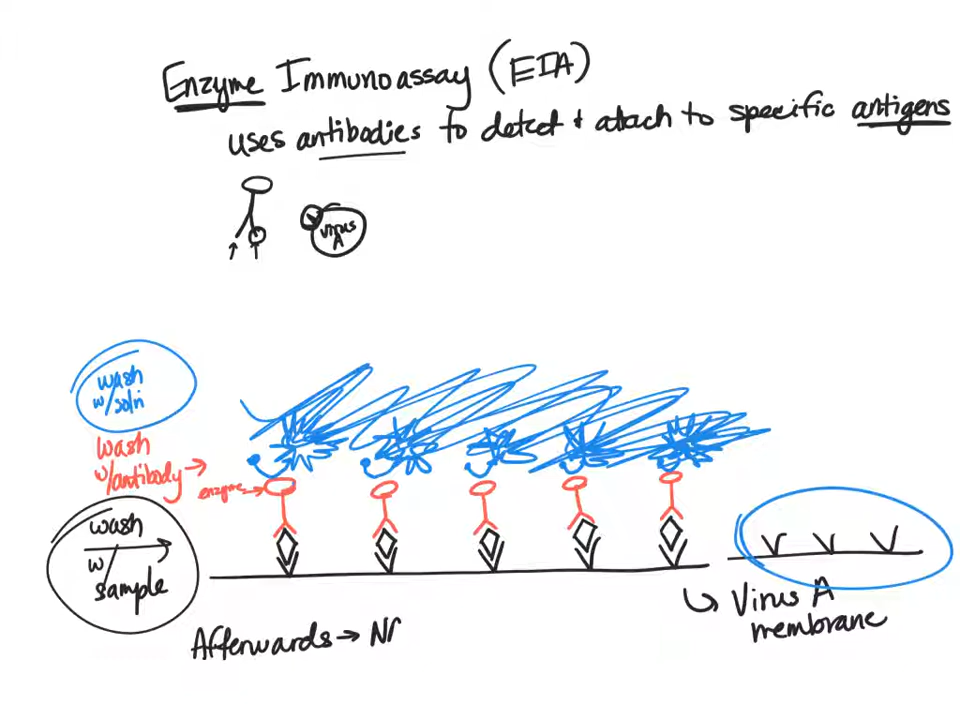 Enzyme Immunoassay (EIA)
uses antibodies to detect + attach to specific antigens
virus
A
wash
w/soln
wash
w/antibody →
enzyme →
wash
w/
sample
Virus A
membrane
Afterwards →